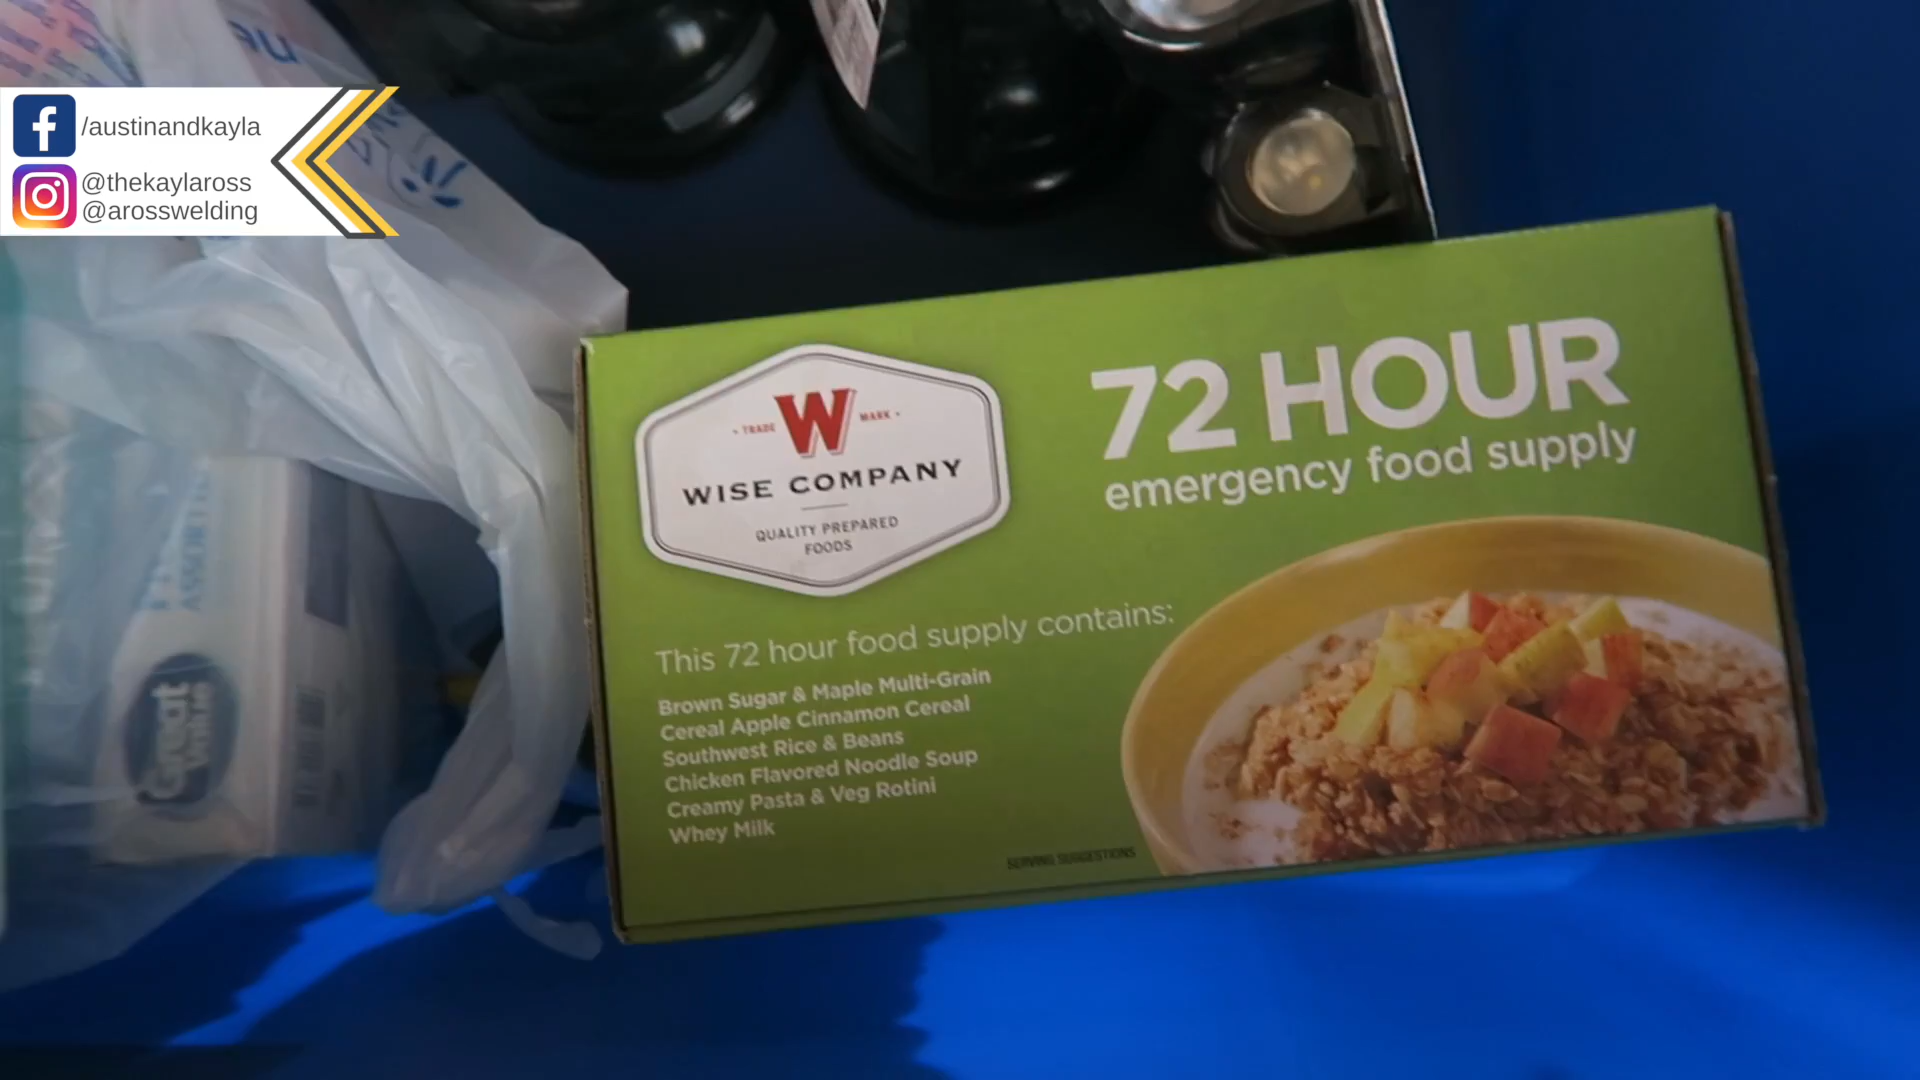 /austinandkayla
@thekaylaross
@arosswelding
72 HOUR
emergency food supply
TRADE W MARK
WISE COMPANY
QUALITY PREPARED
FOODS
This 72 hour food supply contains:
Brown Sugar & Maple Multi-Grain
Cereal Apple Cinnamon Cereal
Southwest Rice & Beans
Chicken Flavored Noodle Soup
Creamy Pasta & Veg Rotini
Whey Milk
SERVING SUGGESTIONS
Great
Value